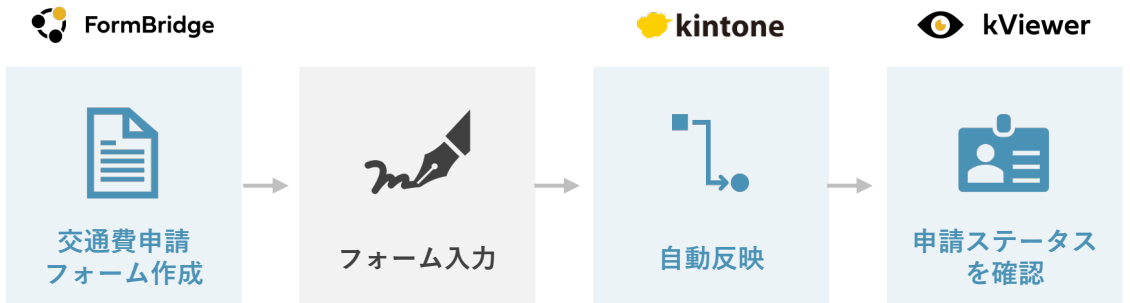 FormBridge
kintone
kViewer
交通費申請
フォーム作成
フォーム入力
自動反映
申請ステータス
を確認